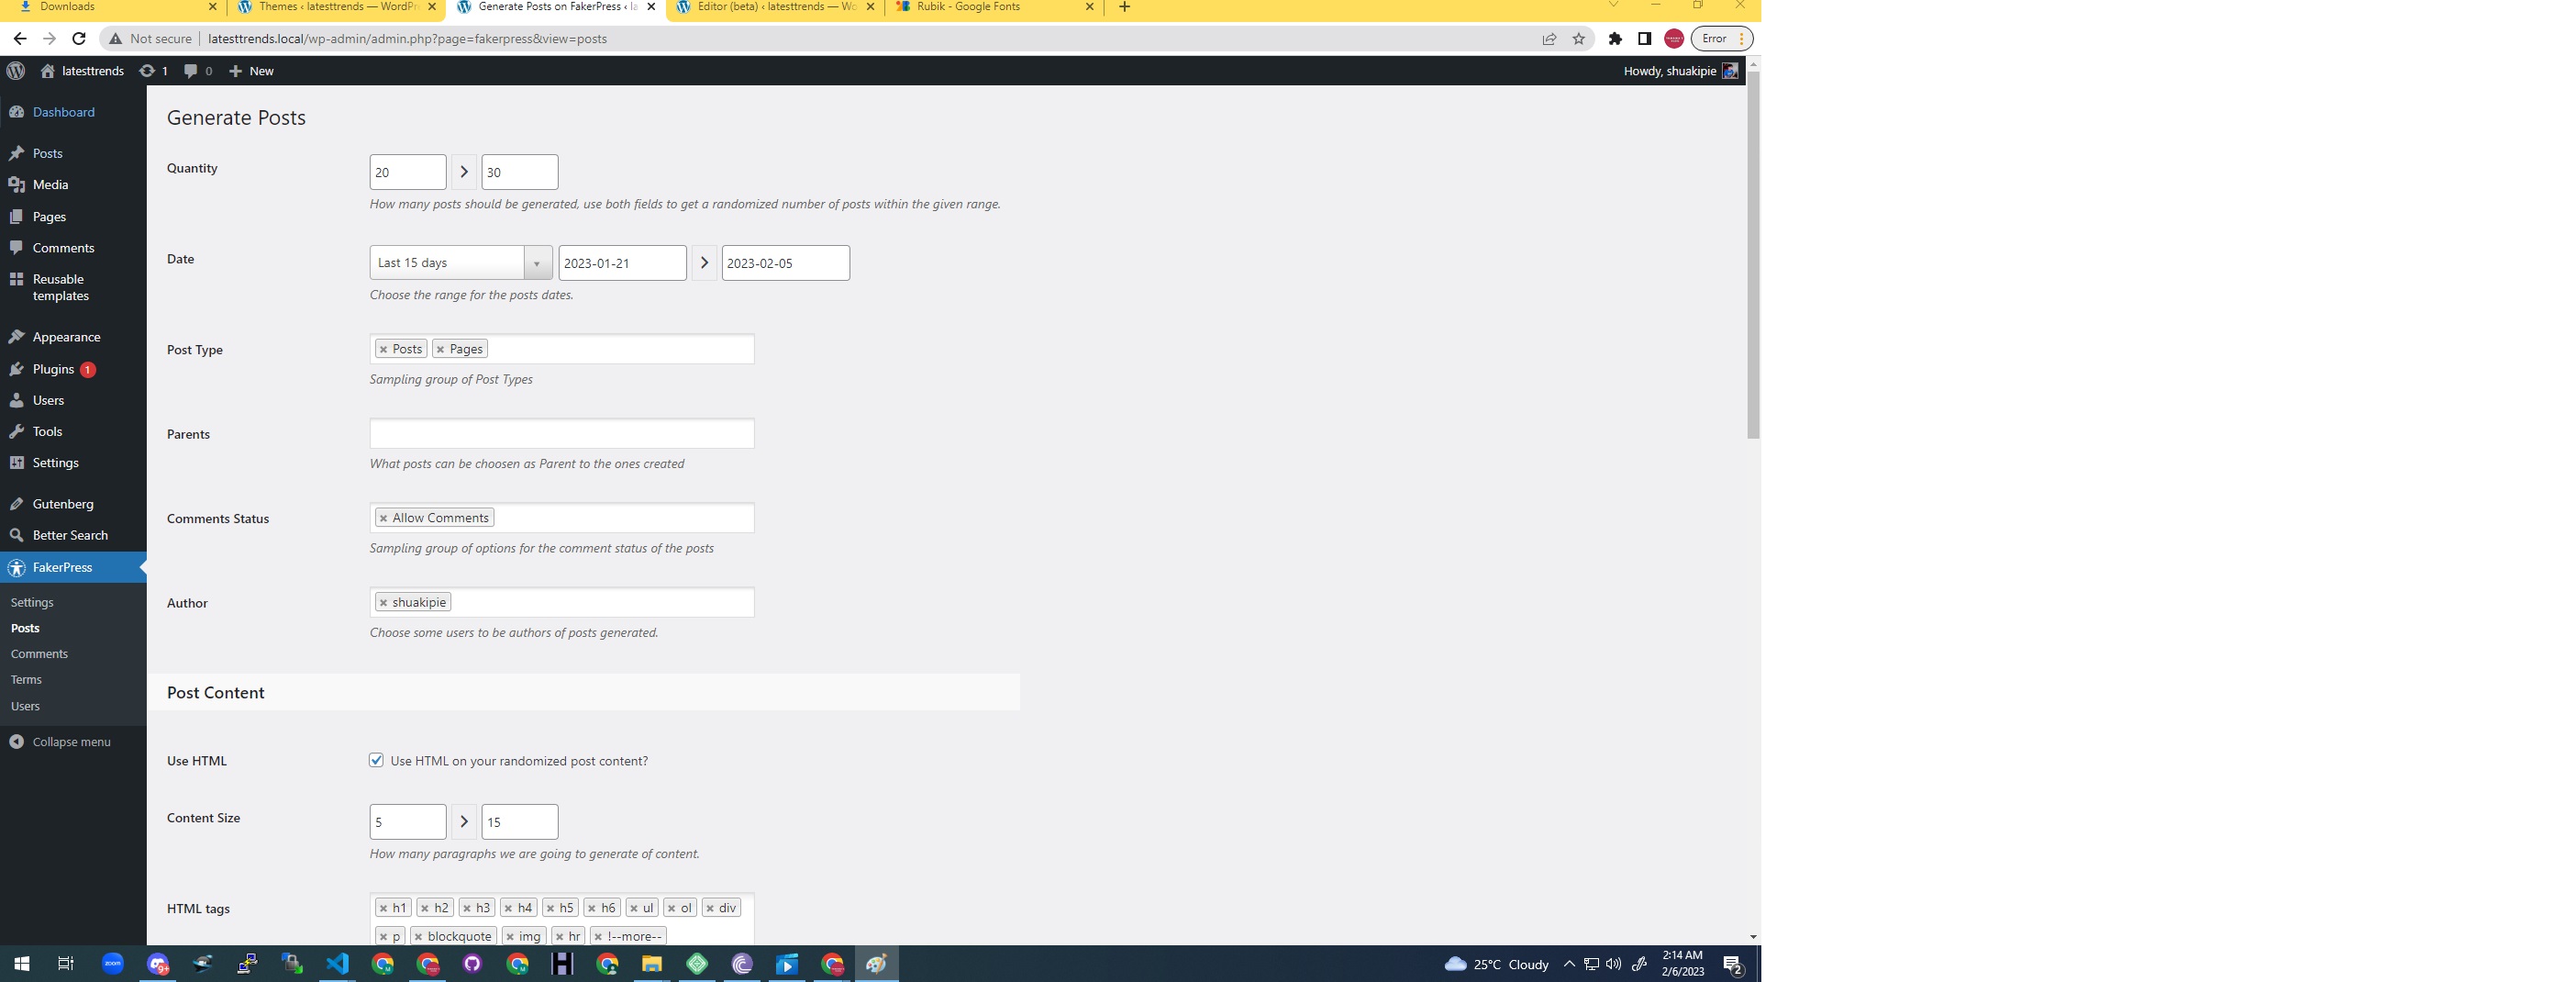 Downloads
Themes ‹ latesttrends — WordPr
Generate Posts on FakerPress ‹ la
Editor (beta) ‹ latesttrends — Wo
Rubik - Google Fonts
Not secure latesttrends.local/wp-admin/admin.php?page=fakerpress&view=posts
Error
latesttrends 1 0 New
Howdy, shuakipie
Dashboard
Posts
Media
Pages
Comments
Reusable
templates
Appearance
Plugins 1
Users
Tools
Settings
Gutenberg
Better Search
FakerPress
Settings
Posts
Comments
Terms
Users
Collapse menu
Generate Posts
Quantity
20 30
How many posts should be generated, use both fields to get a randomized number of posts within the given range.
Date
Last 15 days 2023-01-21 2023-02-05
Choose the range for the posts dates.
Post Type
Posts Pages
Sampling group of Post Types
Parents
What posts can be choosen as Parent to the ones created
Comments Status
Allow Comments
Sampling group of options for the comment status of the posts
Author
shuakipie
Choose some users to be authors of posts generated.
Post Content
Use HTML
Use HTML on your randomized post content?
Content Size
5 15
How many paragraphs we are going to generate of content.
HTML tags
h1 h2 h3 h4 h5 h6 ul ol div
p blockquote img hr !--more--
zoom
9+
25°C Cloudy
2:14 AM
2/6/2023
2